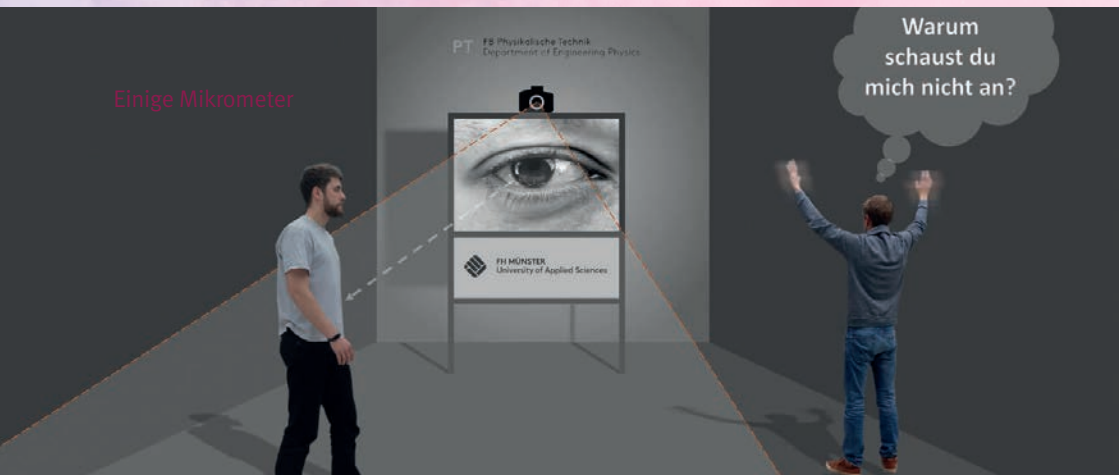 PT FB Physikalische Technik
Department of Engineering Physics
Einige Mikrometer
Warum
schaust du
mich nicht an?
FH MÜNSTER
University of Applied Sciences